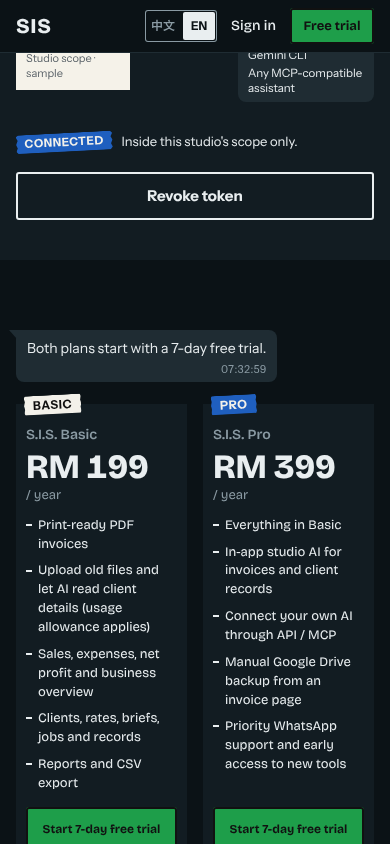 SIS
中文
EN
Sign in
Free trial
Studio scope ·
sample
Gemini CLI
Any MCP-compatible
assistant
CONNECTED
Inside this studio's scope only.
Revoke token
Both plans start with a 7-day free trial.
07:32:59
BASIC
S.I.S. Basic
RM 199
/ year
Print-ready PDF
invoices
Upload old files and
let AI read client
details (usage
allowance applies)
Sales, expenses, net
profit and business
overview
Clients, rates, briefs,
jobs and records
Reports and CSV
export
Start 7-day free trial
PRO
S.I.S. Pro
RM 399
/ year
Everything in Basic
In-app studio AI for
invoices and client
records
Connect your own AI
through API / MCP
Manual Google Drive
backup from an
invoice page
Priority WhatsApp
support and early
access to new tools
Start 7-day free trial